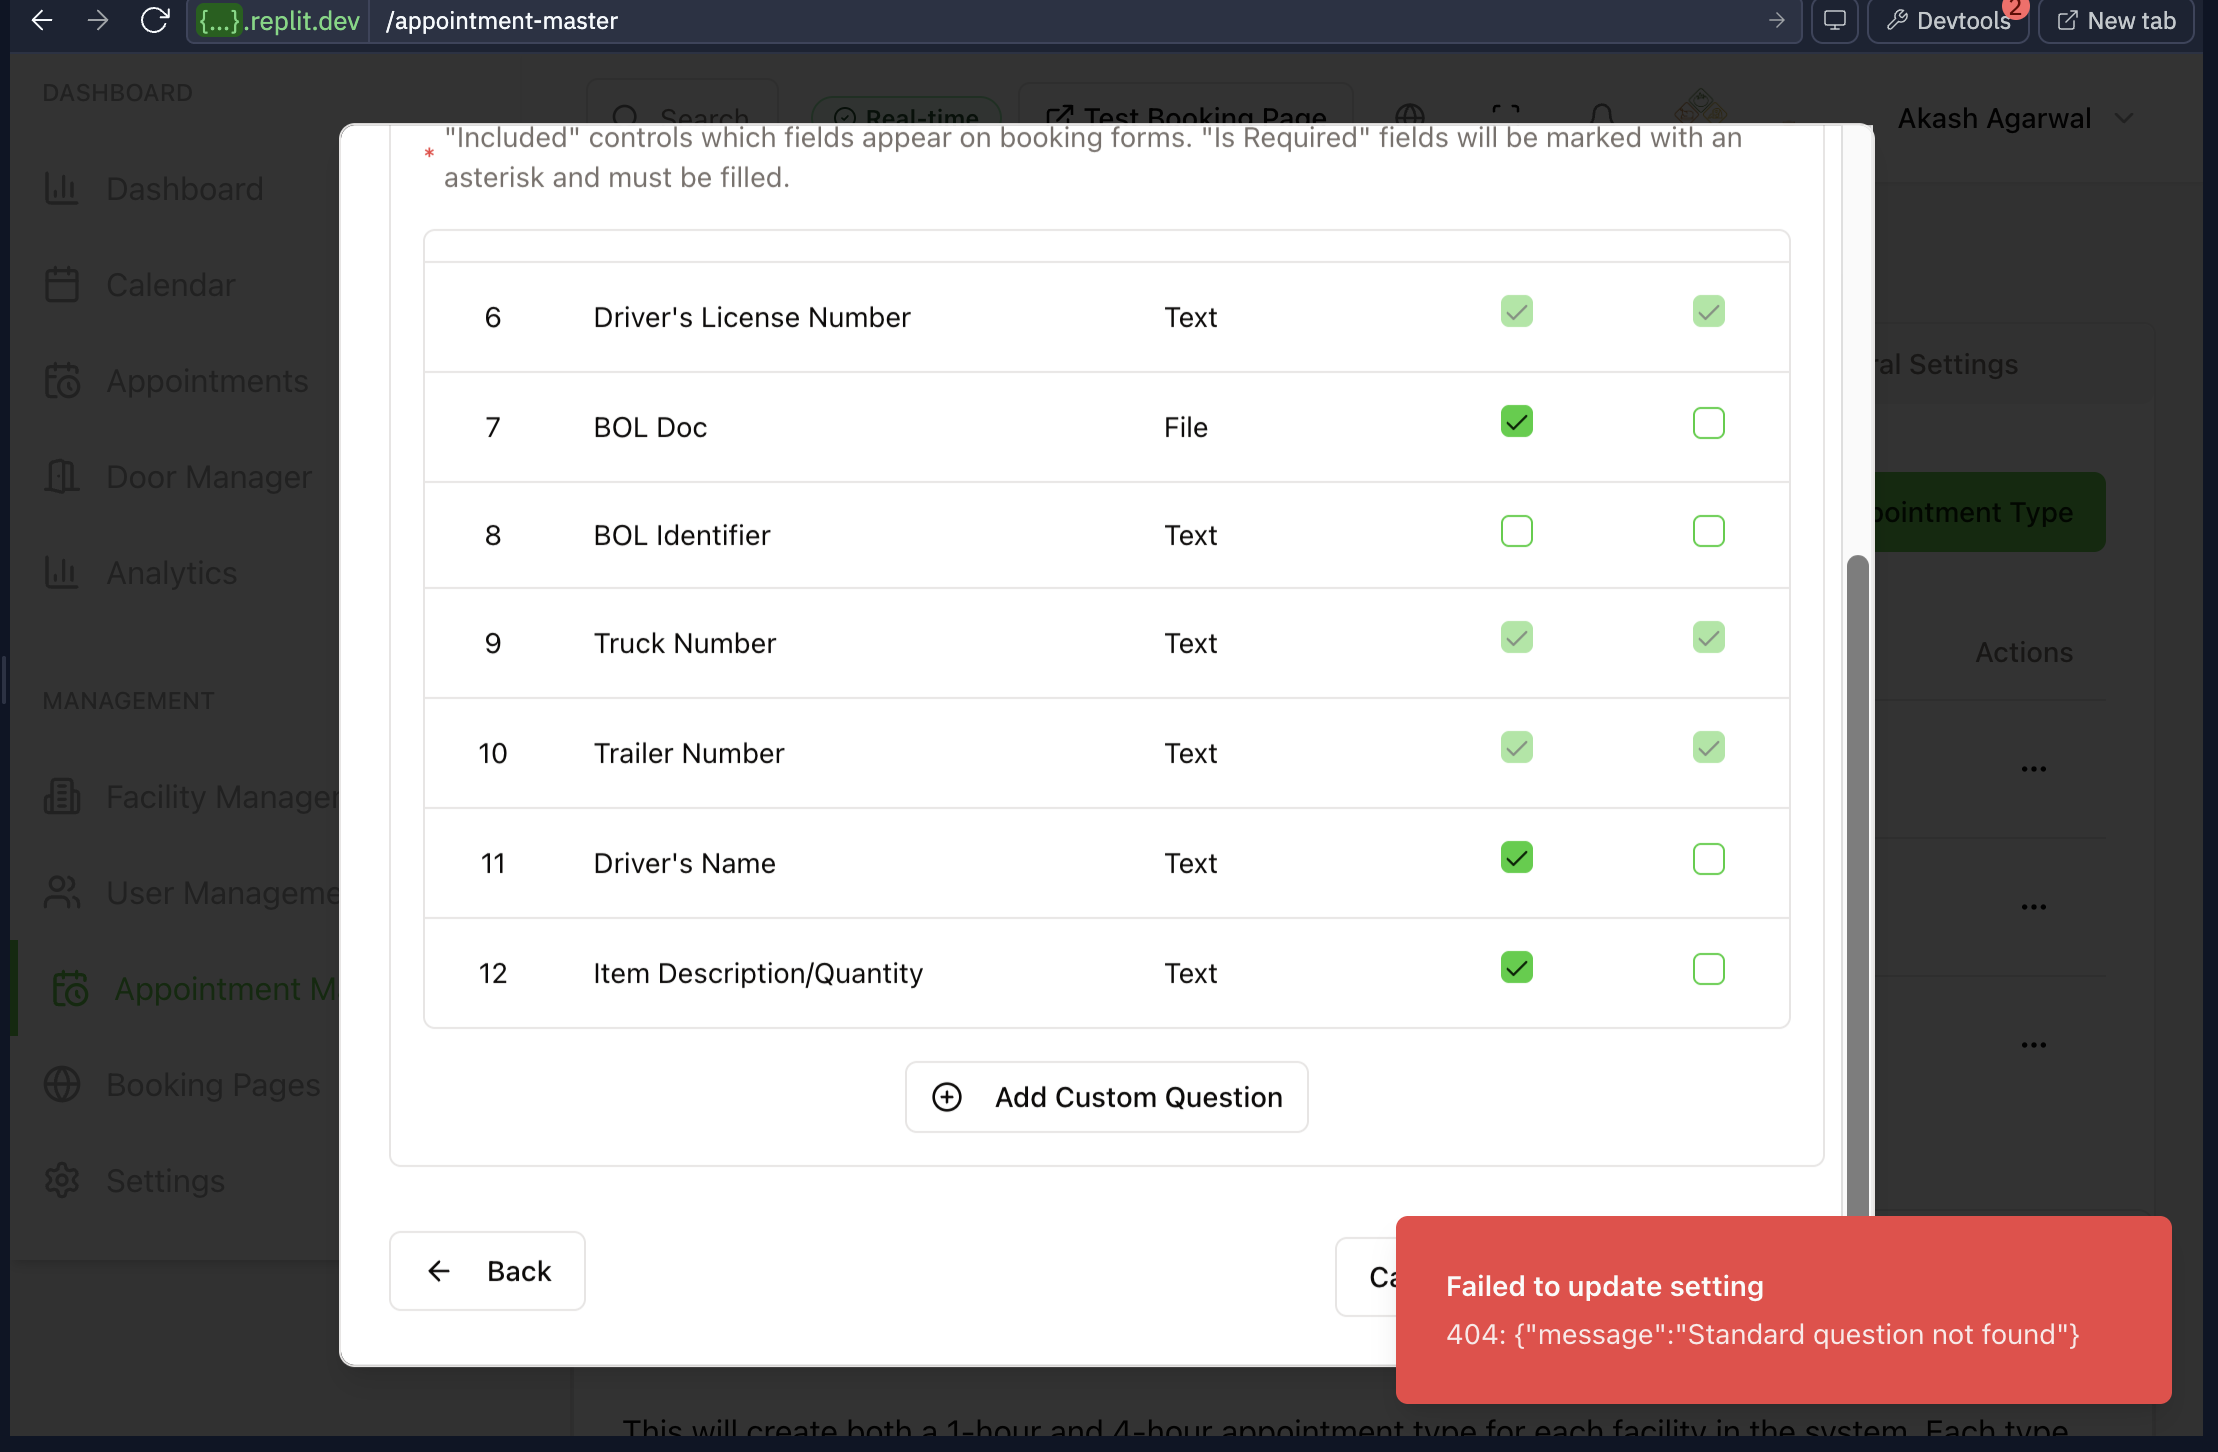 {...}.replit.dev /appointment-master
2
Devtools
New tab
DASHBOARD
Search
Real-time
Test Booking Page
Akash Agarwal
Dashboard
Calendar
Appointments
Door Manager
Analytics
MANAGEMENT
Facility Manager
User Manageme
Appointment M
Booking Pages
Settings
* "Included" controls which fields appear on booking forms. "Is Required" fields will be marked with an
asterisk and must be filled.
6 Driver's License Number Text
7 BOL Doc File
8 BOL Identifier Text
9 Truck Number Text
10 Trailer Number Text
11 Driver's Name Text
12 Item Description/Quantity Text
Add Custom Question
Back
Ca
ral Settings
pointment Type
Actions
Failed to update setting
404: {"message":"Standard question not found"}
This will create both a 1-hour and 4-hour appointment type for each facility in the system. Each type